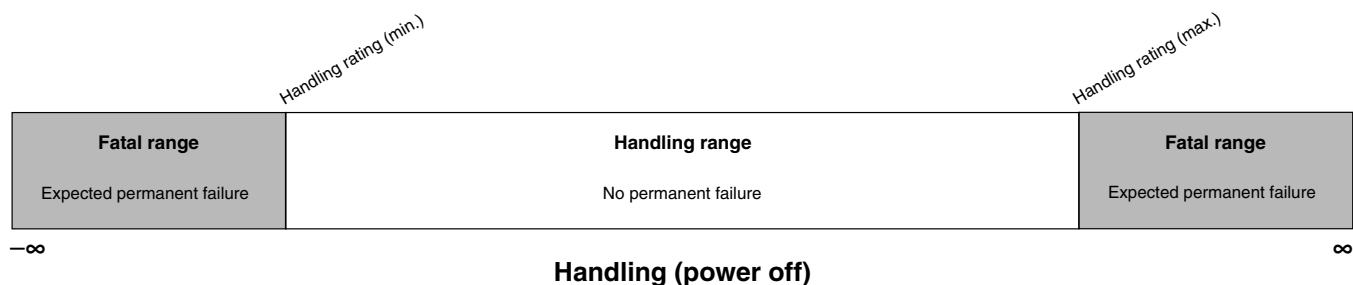 Handling rating (min.)
Handling rating (max.)
Fatal range
Handling range
Fatal range
Expected permanent failure
No permanent failure
Expected permanent failure
–∞
∞
Handling (power off)